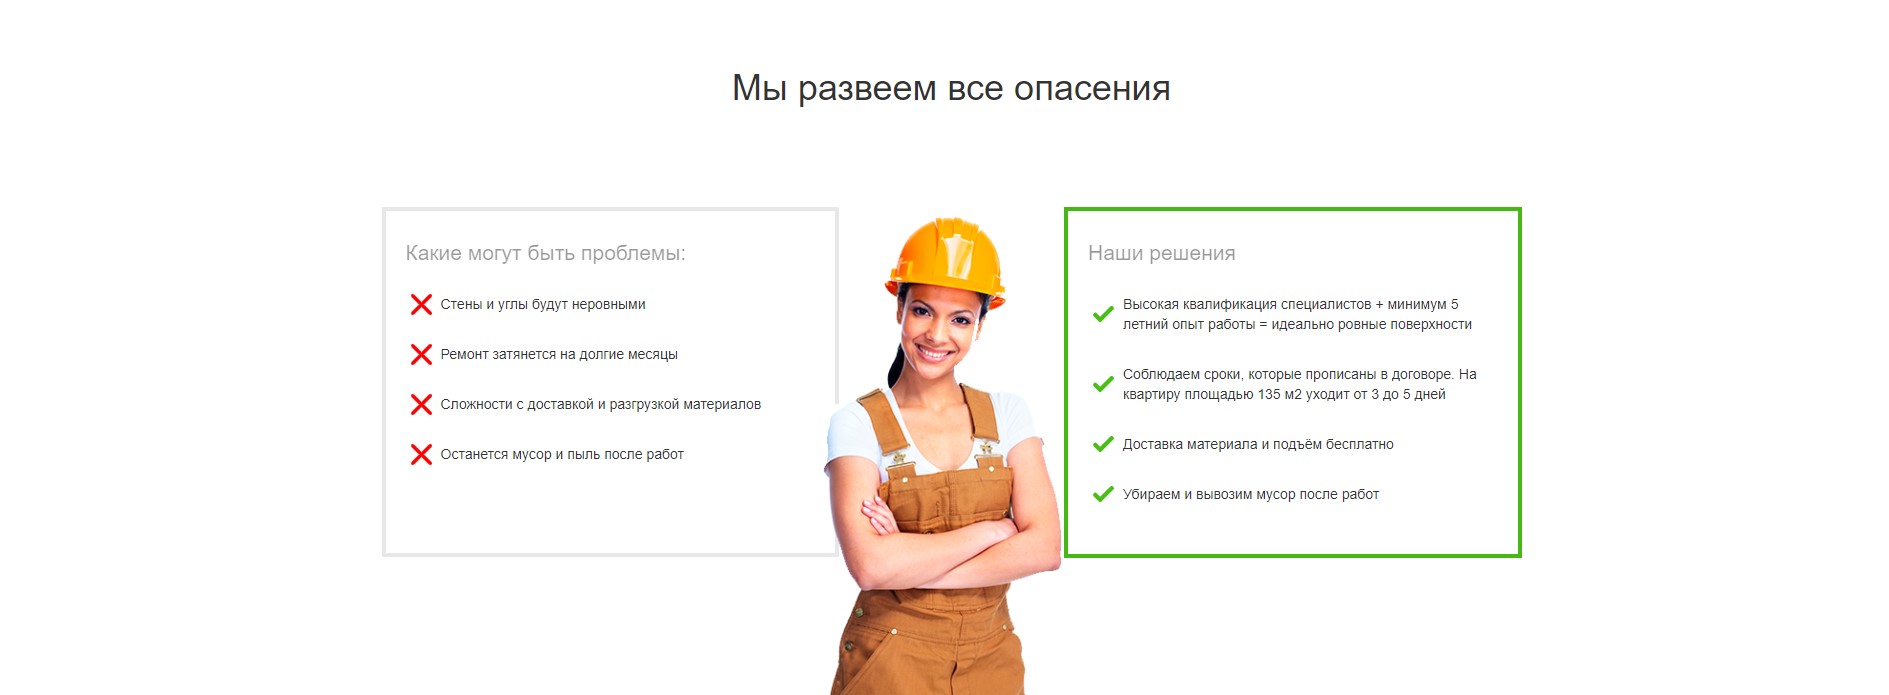 Мы развеем все опасения
Какие могут быть проблемы:
Стены и углы будут неровными
Ремонт затянется на долгие месяцы
Сложности с доставкой и разгрузкой материалов
Останется мусор и пыль после работ
Наши решения
Высокая квалификация специалистов + минимум 5
летний опыт работы = идеально ровные поверхности
Соблюдаем сроки, которые прописаны в договоре. На
квартиру площадью 135 м2 уходит от 3 до 5 дней
Доставка материала и подъём бесплатно
Убираем и вывозим мусор после работ